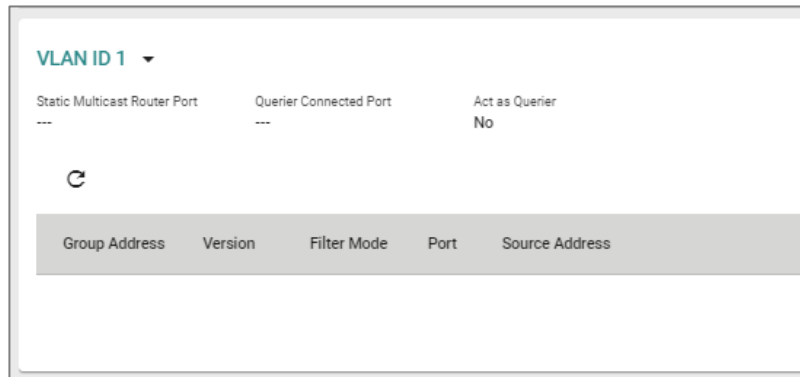 VLAN ID 1
Static Multicast Router Port Querier Connected Port Act as Querier
--- --- No
Group Address Version Filter Mode Port Source Address